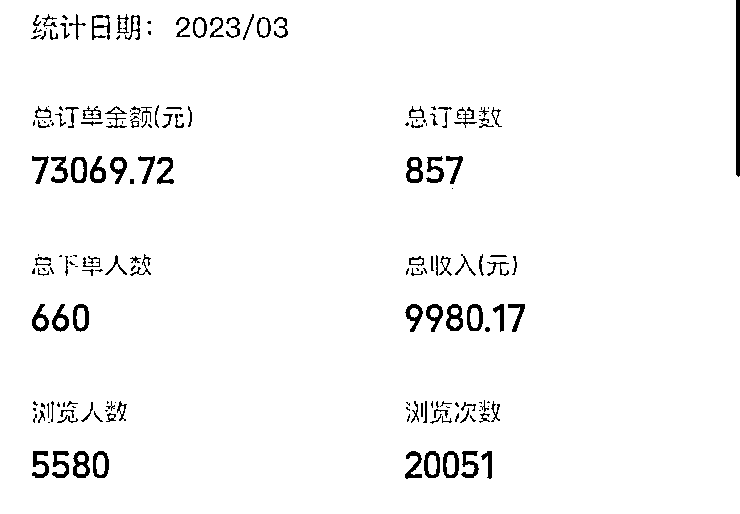 统计日期： 2023/03
总订单金额(元) 总订单数
73069.72 857
总下单人数 总收入(元)
660 9980.17
浏览人数 浏览次数
5580 20051